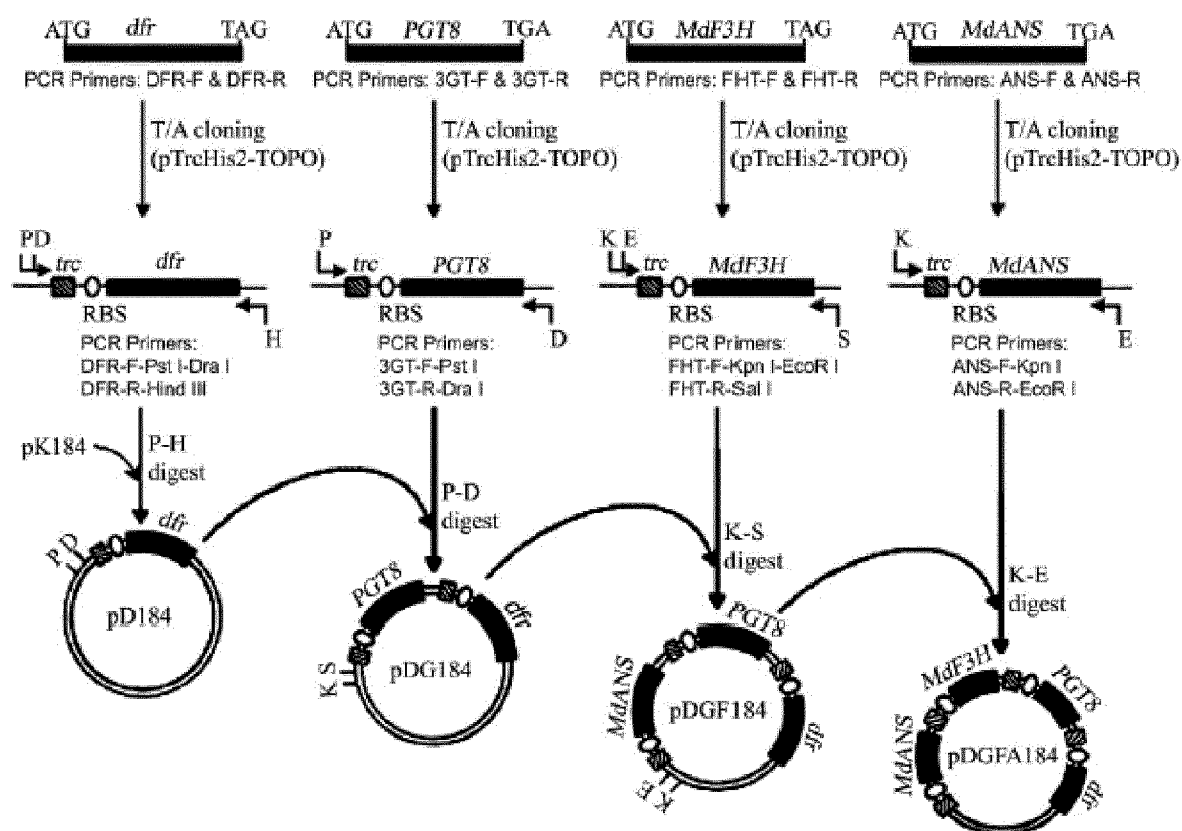 ATG dfr TAG
PCR Primers: DFR-F & DFR-R
T/A cloning
(pTrcHis2-TOPO)
ATG PGT8 TGA
PCR Primers: 3GT-F & 3GT-R
T/A cloning
(pTrcHis2-TOPO)
ATG MdF3H TAG
PCR Primers: FHT-F & FHT-R
T/A cloning
(pTrcHis2-TOPO)
ATG MdANS TGA
PCR Primers: ANS-F & ANS-R
T/A cloning
(pTrcHis2-TOPO)
PD trc dfr
RBS H
PCR Primers:
DFR-F-Pst I-Dra I
DFR-R-Hind III
P trc PGT8
RBS D
PCR Primers:
3GT-F-Pst I
3GT-R-Dra I
K E trc MdF3H
RBS S
PCR Primers:
FHT-F-Kpn I-EcoR I
FHT-R-Sal I
K trc MdANS
RBS E
PCR Primers:
ANS-F-Kpn I
ANS-R-EcoR I
pK184
P-H
digest
P-D
digest
K-S
digest
K-E
digest
P D dfr
pD184
K S PGT8 dfr
pDG184
K E MdANS PGT8 dfr
pDGF184
MdANS MdF3H PGT8 dfr
pDGFA184